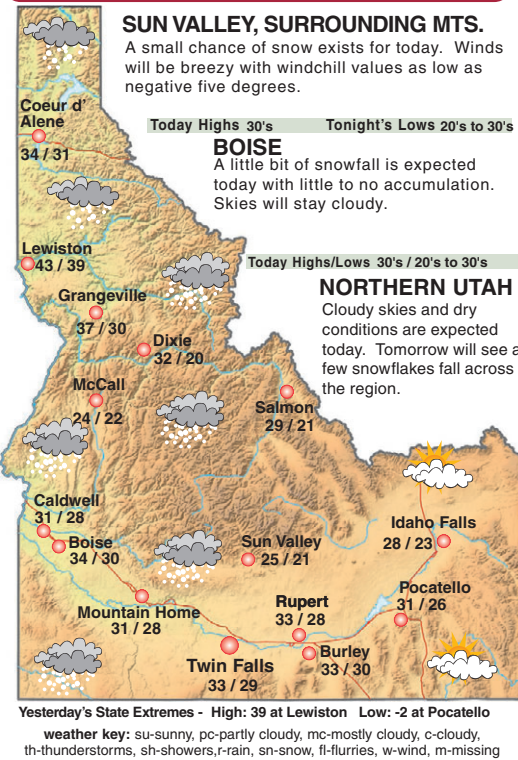 SUN VALLEY, SURROUNDING MTS.
A small chance of snow exists for today. Winds
will be breezy with windchill values as low as
negative five degrees.
Coeur d'
Alene
34 / 31
Today Highs 30's Tonight's Lows 20's to 30's
BOISE
A little bit of snowfall is expected
today with little to no accumulation.
Skies will stay cloudy.
Lewiston
43 / 39
Today Highs/Lows 30's / 20's to 30's
NORTHERN UTAH
Cloudy skies and dry
conditions are expected
today. Tomorrow will see a
few snowflakes fall across
the region.
Grangeville
37 / 30
Dixie
32 / 20
McCall
24 / 22
Salmon
29 / 21
Caldwell
31 / 28
Boise
34 / 30
Sun Valley
25 / 21
Idaho Falls
28 / 23
Mountain Home
31 / 28
Rupert
33 / 28
Pocatello
31 / 26
Twin Falls
33 / 29
Burley
33 / 30
Yesterday's State Extremes - High: 39 at Lewiston Low: -2 at Pocatello
weather key: su-sunny, pc-partly cloudy, mc-mostly cloudy, c-cloudy,
th-thunderstorms, sh-showers,r-rain, sn-snow, fl-flurries, w-wind, m-missing